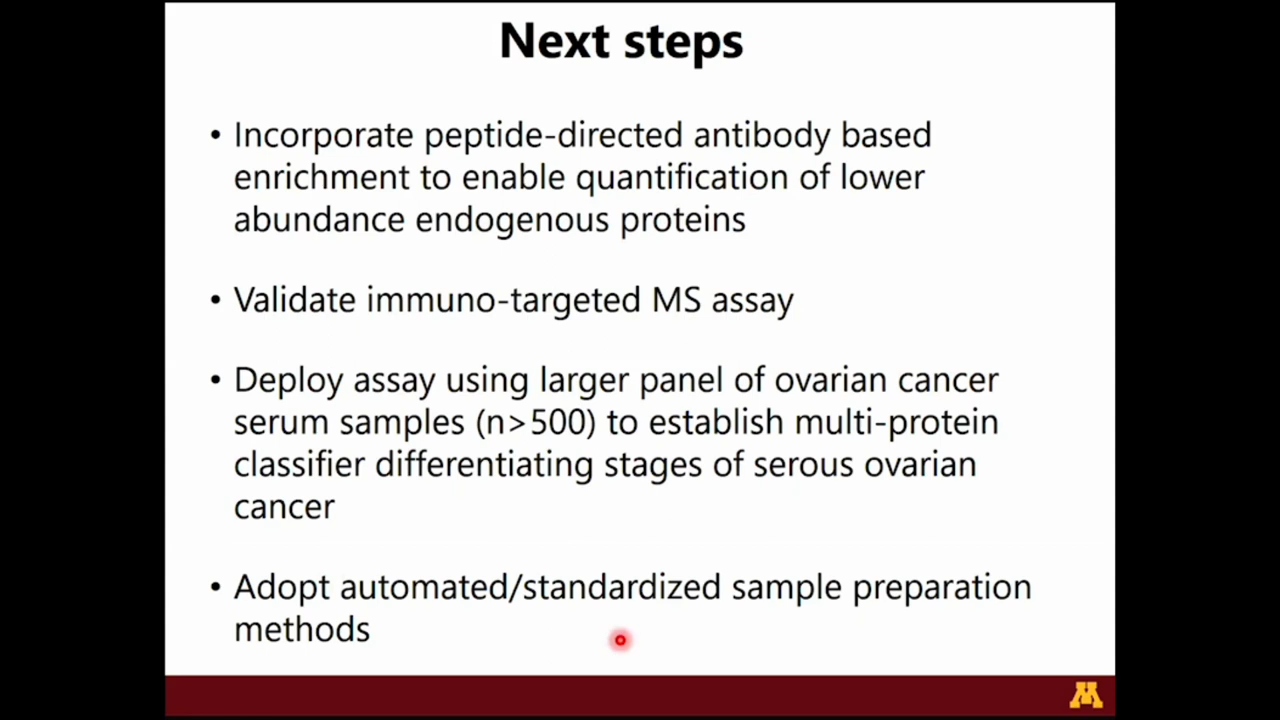 Next steps
• Incorporate peptide-directed antibody based
enrichment to enable quantification of lower
abundance endogenous proteins
• Validate immuno-targeted MS assay
• Deploy assay using larger panel of ovarian cancer
serum samples (n>500) to establish multi-protein
classifier differentiating stages of serous ovarian
cancer
• Adopt automated/standardized sample preparation
methods
M